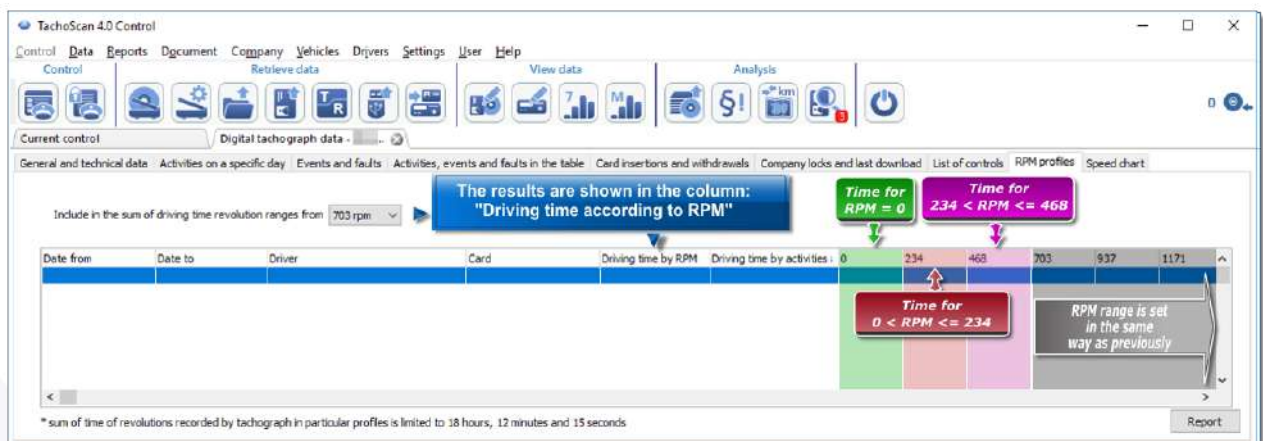 TachoScan 4.0 Control
Control Data Reports Document Company Vehicles Drivers Settings User Help
Control Retrieve data View data Analysis
T R 7 M §! km 3 0
Current control Digital tachograph data - ..
General and technical data Activities on a specific day Events and faults Activities, events and faults in the table Card insertions and withdrawals Company locks and last download List of controls RPM profiles Speed chart
The results are shown in the column:
"Driving time according to RPM"
Time for
RPM = 0
Time for
234 < RPM <= 468
Include in the sum of driving time revolution ranges from 703 rpm
Date from Date to Driver Card Driving time by RPM Driving time by activities 0 234 468 703 937 1171
Time for
0 < RPM <= 234
RPM range is set
in the same
way as previously
* sum of time of revolutions recorded by tachograph in particular profles is limited to 18 hours, 12 minutes and 15 seconds
Report